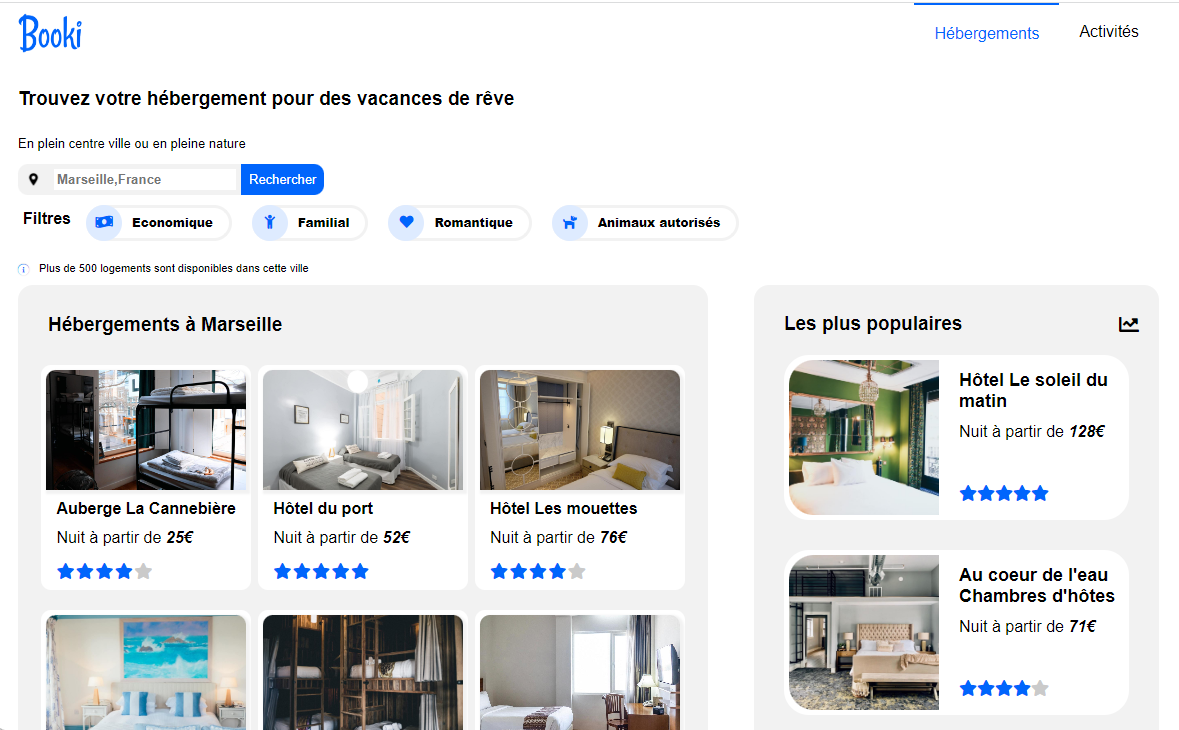 Booki
Hébergements
Activités
Trouvez votre hébergement pour des vacances de rêve
En plein centre ville ou en pleine nature
Marseille,France
Rechercher
Filtres
Economique
Familial
Romantique
Animaux autorisés
Plus de 500 logements sont disponibles dans cette ville
Hébergements à Marseille
Auberge La Cannebière
Nuit à partir de 25€
Hôtel du port
Nuit à partir de 52€
Hôtel Les mouettes
Nuit à partir de 76€
Les plus populaires
Hôtel Le soleil du
matin
Nuit à partir de 128€
Au coeur de l'eau
Chambres d'hôtes
Nuit à partir de 71€